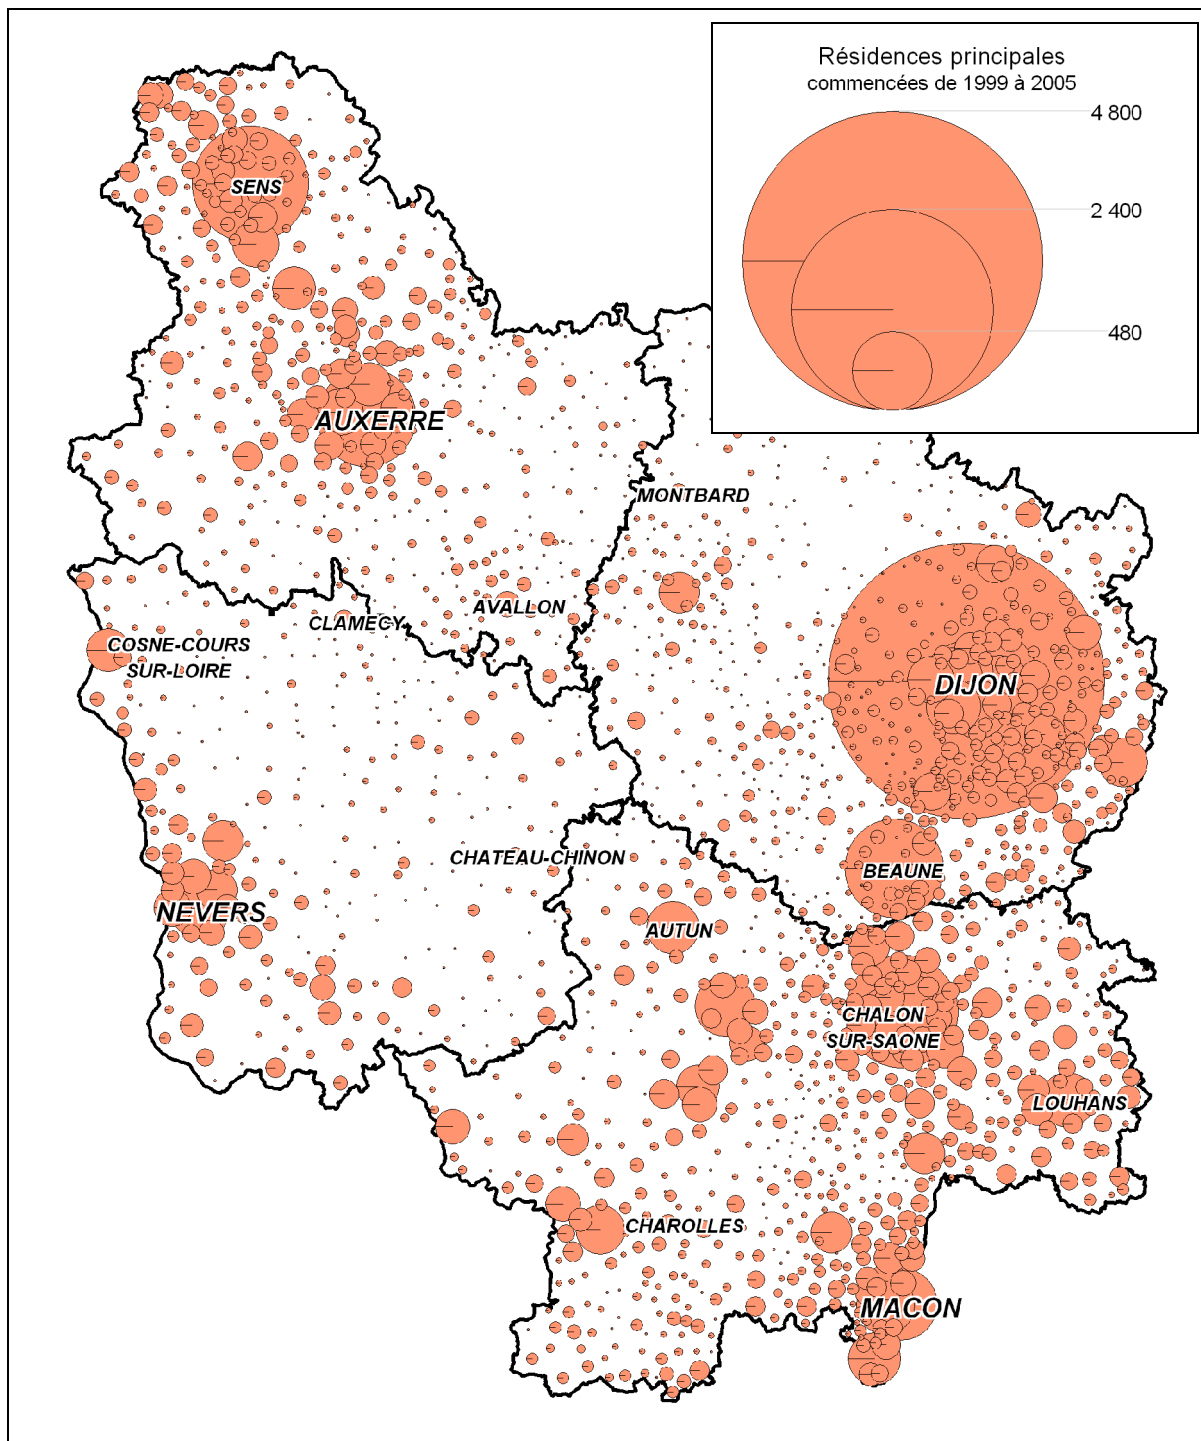 Résidences principales
commencées de 1999 à 2005
4 800
2 400
480
SENS
AUXERRE
MONTBARD
AVALLON
CLAMECY
COSNE-COURS
SUR-LOIRE
DIJON
CHATEAU-CHINON
BEAUNE
NEVERS
AUTUN
CHALON
SUR-SAONE
LOUHANS
CHAROLLES
MACON